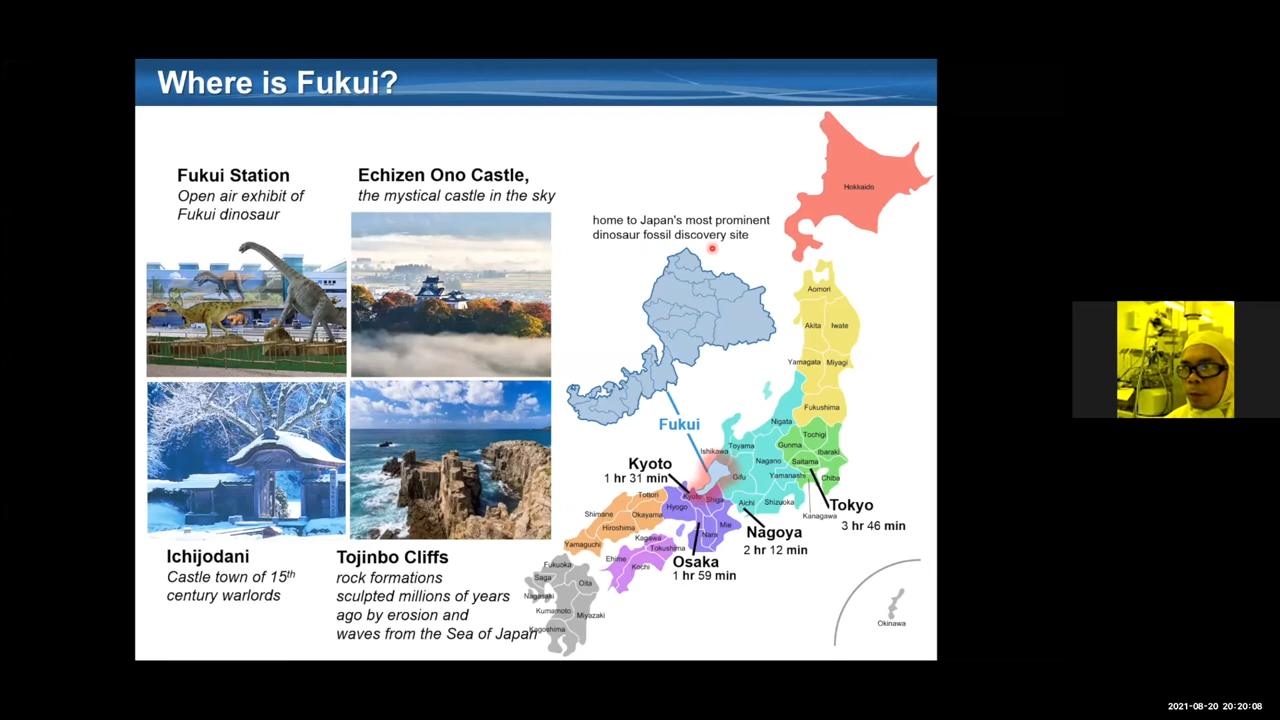 Where is Fukui?
Fukui Station
Open air exhibit of
Fukui dinosaur
Echizen Ono Castle,
the mystical castle in the sky
home to Japan's most prominent
dinosaur fossil discovery site
Ichijodani
Castle town of 15th
century warlords
Tojinbo Cliffs
rock formations
sculpted millions of years
ago by erosion and
waves from the Sea of Japan
Hokkaido
Aomori
Akita
Iwate
Yamagata
Miyagi
Fukushima
Nigata
Tochigi
Gunma
Ibaraki
Saitama
Chiba
Yamanashi
Kanagawa
Toyama
Nagano
Ishikawa
Gifu
Fukui
Kyoto
1 hr 31 min
Kyoto
Shiga
Aichi
Shizuoka
Tokyo
3 hr 46 min
Nagoya
2 hr 12 min
Osaka
1 hr 59 min
Mie
Nara
Hyogo
Tottori
Okayama
Shimane
Hiroshima
Yamaguchi
Kagawa
Tokushima
Ehime
Kochi
Fukuoka
Saga
Oita
Nagasaki
Kumamoto
Miyazaki
Kagoshima
Okinawa
2021-08-20 20:20:08